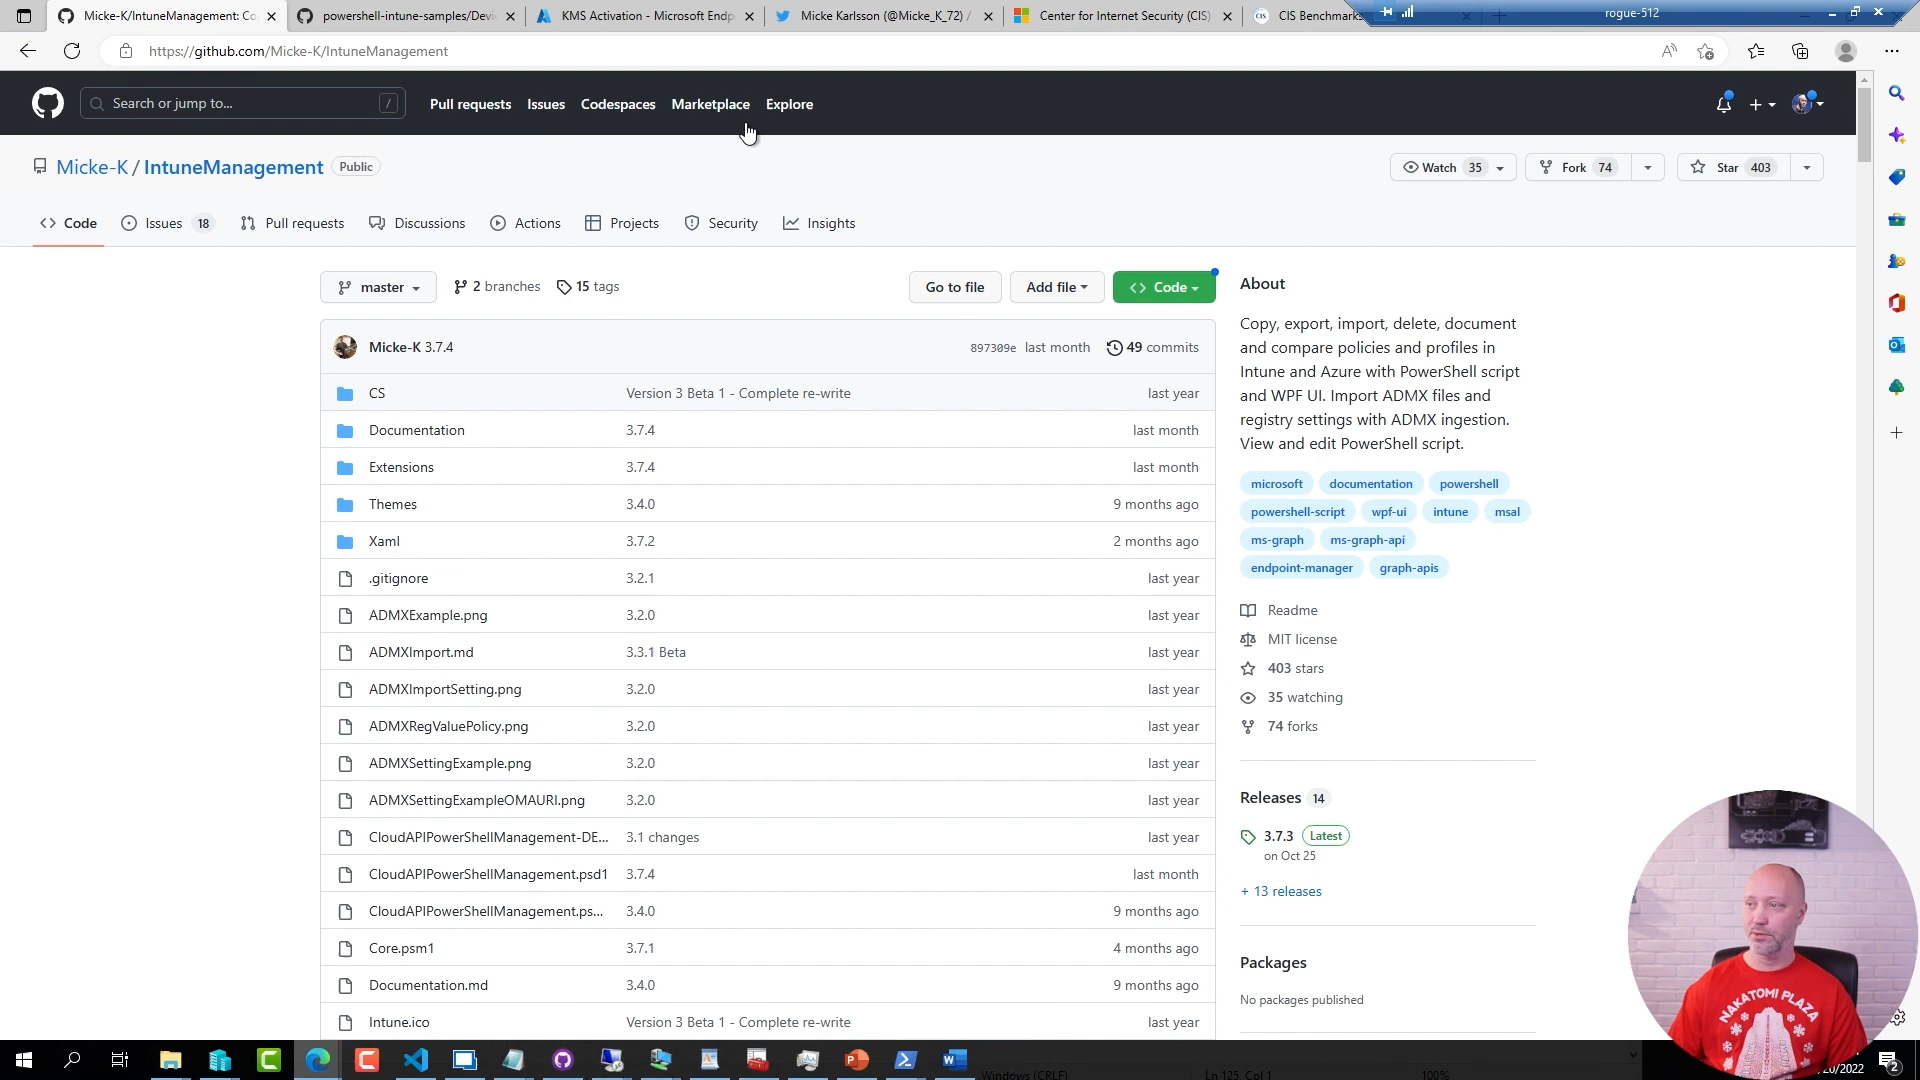 Micke-K/IntuneManagement: Co
powershell-intune-samples/Devic
KMS Activation - Microsoft Endp
Micke Karlsson (@Micke_K_72) /
Center for Internet Security (CIS)
CIS Benchmarks
rogue-512
https://github.com/Micke-K/IntuneManagement
Search or jump to...
/
Pull requests
Issues
Codespaces
Marketplace
Explore
Micke-K / IntuneManagement
Public
Watch 35
Fork 74
Star 403
Code
Issues 18
Pull requests
Discussions
Actions
Projects
Security
Insights
master
2 branches
15 tags
Go to file
Add file
Code
Micke-K 3.7.4
897309e last month
49 commits
CS Version 3 Beta 1 - Complete re-write last year
Documentation 3.7.4 last month
Extensions 3.7.4 last month
Themes 3.4.0 9 months ago
Xaml 3.7.2 2 months ago
.gitignore 3.2.1 last year
ADMXExample.png 3.2.0 last year
ADMXImport.md 3.3.1 Beta last year
ADMXImportSetting.png 3.2.0 last year
ADMXRegValuePolicy.png 3.2.0 last year
ADMXSettingExample.png 3.2.0 last year
ADMXSettingExampleOMAURI.png 3.2.0 last year
CloudAPIPowerShellManagement-DE... 3.1 changes last year
CloudAPIPowerShellManagement.psd1 3.7.4 last month
CloudAPIPowerShellManagement.ps... 3.4.0 9 months ago
Core.psm1 3.7.1 4 months ago
Documentation.md 3.4.0 9 months ago
Intune.ico Version 3 Beta 1 - Complete re-write last year
About
Copy, export, import, delete, document
and compare policies and profiles in
Intune and Azure with PowerShell script
and WPF UI. Import ADMX files and
registry settings with ADMX ingestion.
View and edit PowerShell script.
microsoft documentation powershell
powershell-script wpf-ui intune msal
ms-graph ms-graph-api
endpoint-manager graph-apis
Readme
MIT license
403 stars
35 watching
74 forks
Releases 14
3.7.3 Latest
on Oct 25
+ 13 releases
Packages
No packages published
NAKATOMI PLAZA
Windows (CRLF)
Ln 125, Col 1
100%
/20/2022
2